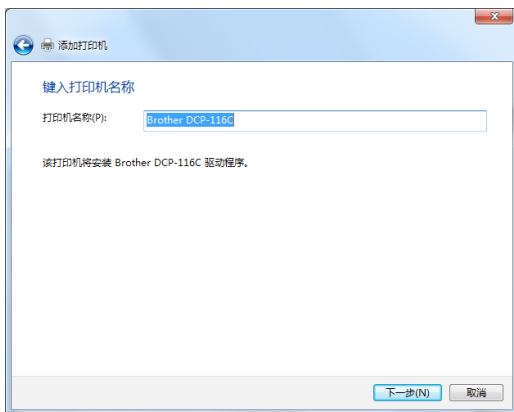 添加打印机
键入打印机名称
打印机名称(P):
Brother DCP-116C
该打印机将安装 Brother DCP-116C 驱动程序。
下一步(N)
取消